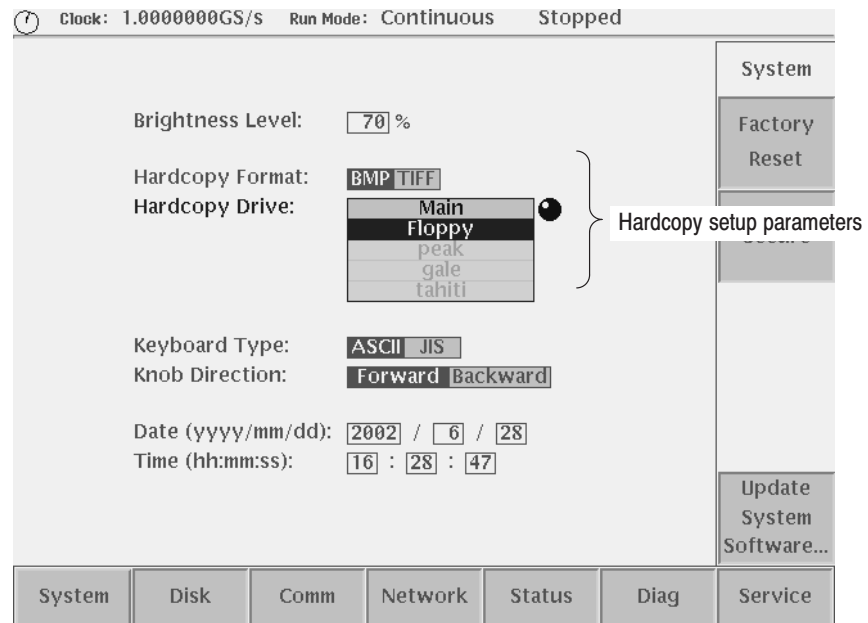 Clock: 1.0000000GS/s Run Mode: Continuous Stopped
System
Brightness Level: 70 %
Factory
Reset
Hardcopy Format: BMP TIFF
Hardcopy Drive: Main
Floppy
peak
gale
tahiti
Hardcopy setup parameters
Keyboard Type: ASCII JIS
Knob Direction: Forward Backward
Date (yyyy/mm/dd): 2002 / 6 / 28
Time (hh:mm:ss): 16 : 28 : 47
Update
System
Software...
System Disk Comm Network Status Diag Service